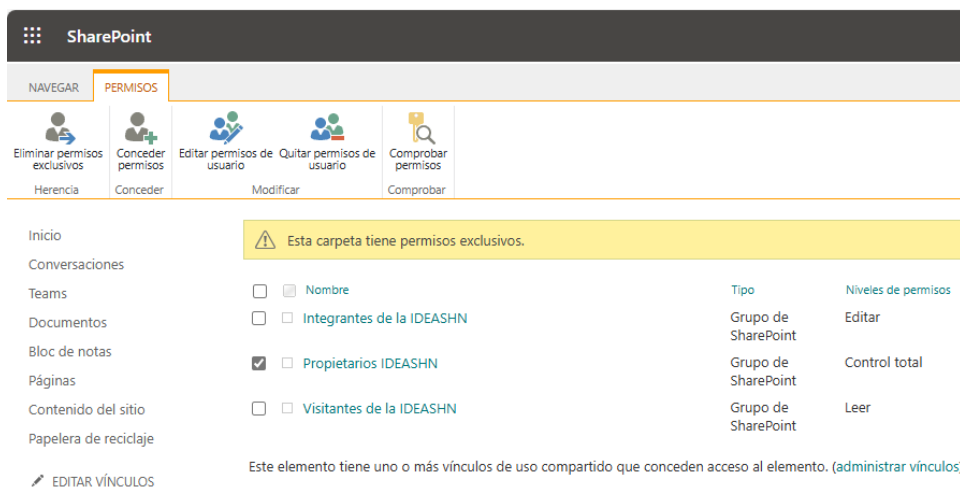 SharePoint
NAVEGAR PERMISOS
Eliminar permisos exclusivos
Conceder permisos
Editar permisos de usuario
Quitar permisos de usuario
Comprobar permisos
Herencia Conceder Modificar Comprobar
Inicio
Conversaciones
Teams
Documentos
Bloc de notas
Páginas
Contenido del sitio
Papelera de reciclaje
EDITAR VÍNCULOS
Esta carpeta tiene permisos exclusivos.
Nombre Tipo Niveles de permisos
Integrantes de la IDEASHN Grupo de SharePoint Editar
Propietarios IDEASHN Grupo de SharePoint Control total
Visitantes de la IDEASHN Grupo de SharePoint Leer
Este elemento tiene uno o más vínculos de uso compartido que conceden acceso al elemento. (administrar vínculos)